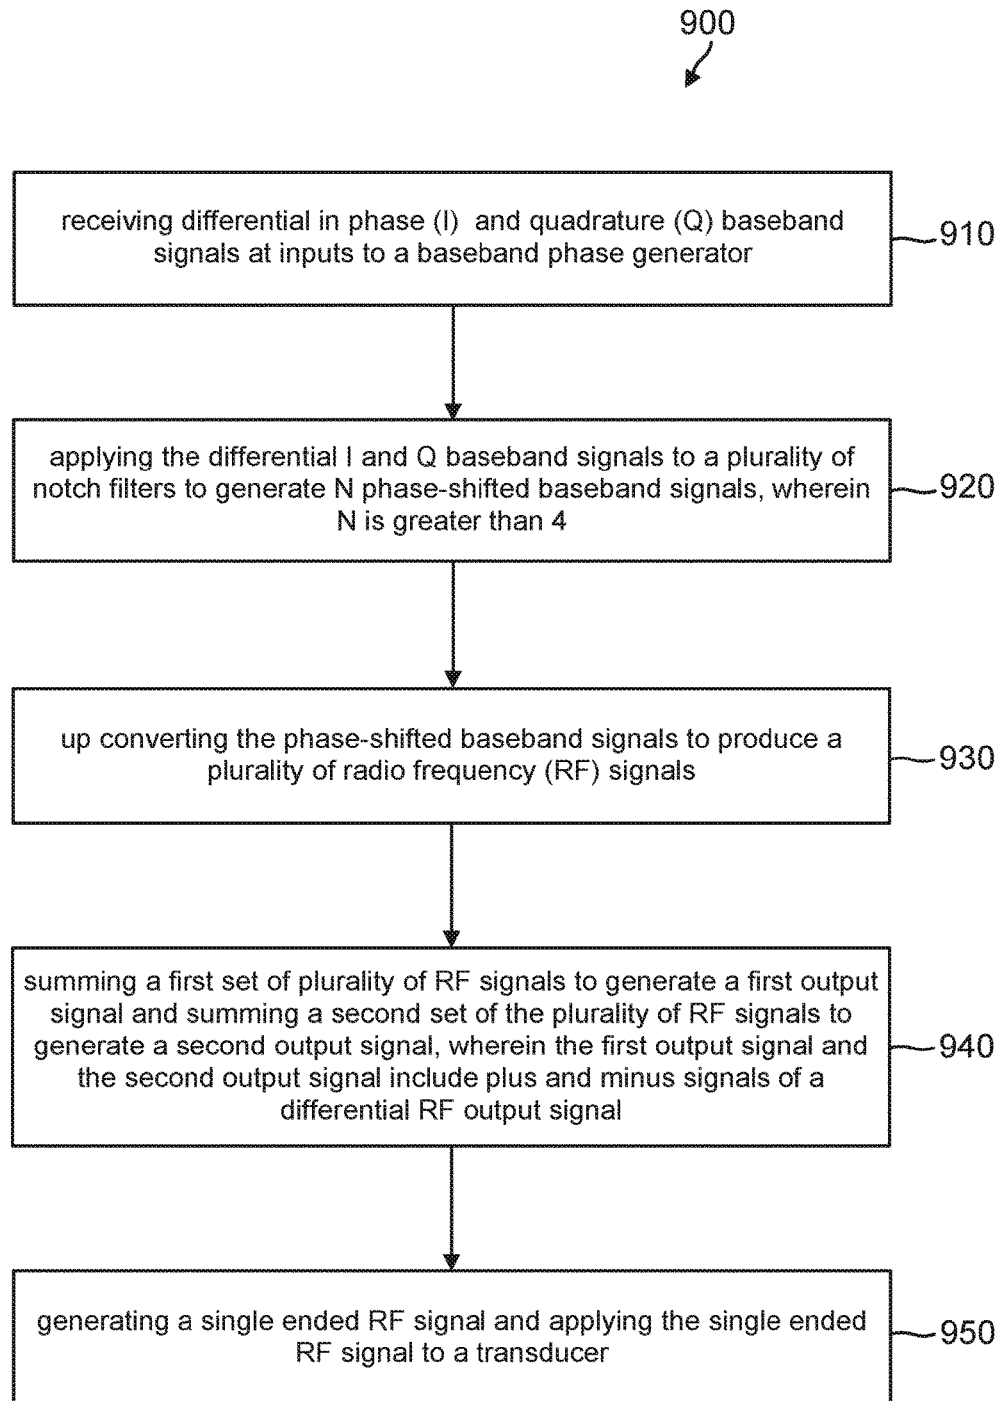 900
receiving differential in phase (I) and quadrature (Q) baseband
signals at inputs to a baseband phase generator
910
applying the differential I and Q baseband signals to a plurality of
notch filters to generate N phase-shifted baseband signals, wherein
N is greater than 4
920
up converting the phase-shifted baseband signals to produce a
plurality of radio frequency (RF) signals
930
summing a first set of plurality of RF signals to generate a first output
signal and summing a second set of the plurality of RF signals to
generate a second output signal, wherein the first output signal and
the second output signal include plus and minus signals of a
differential RF output signal
940
generating a single ended RF signal and applying the single ended
RF signal to a transducer
950